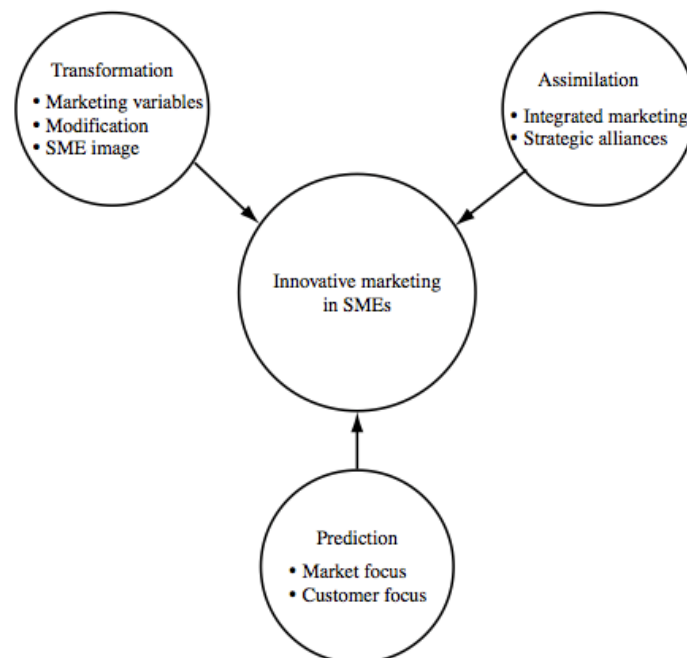 Transformation
• Marketing variables
• Modification
• SME image
Assimilation
• Integrated marketing
• Strategic alliances
Innovative marketing
in SMEs
Prediction
• Market focus
• Customer focus